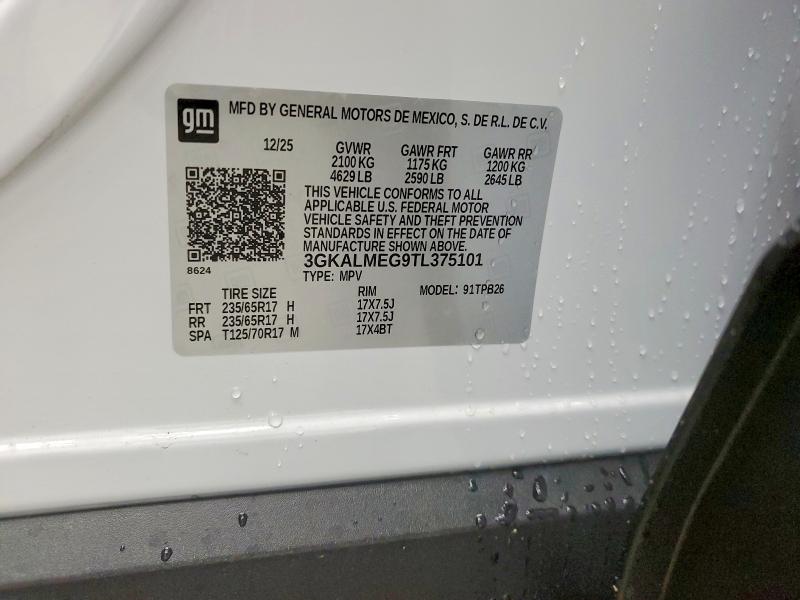 gm
MFD BY GENERAL MOTORS DE MEXICO, S. DE R.L. DE C.V.
12/25 GVWR GAWR FRT GAWR RR
2100 KG 1175 KG 1200 KG
4629 LB 2590 LB 2645 LB
THIS VEHICLE CONFORMS TO ALL
APPLICABLE U.S. FEDERAL MOTOR
VEHICLE SAFETY AND THEFT PREVENTION
STANDARDS IN EFFECT ON THE DATE OF
MANUFACTURE SHOWN ABOVE.
3GKALMEG9TL375101
8624
TYPE: MPV
TIRE SIZE RIM MODEL: 91TPB26
FRT 235/65R17 H 17X7.5J
RR 235/65R17 H 17X7.5J
SPA T125/70R17 M 17X4BT